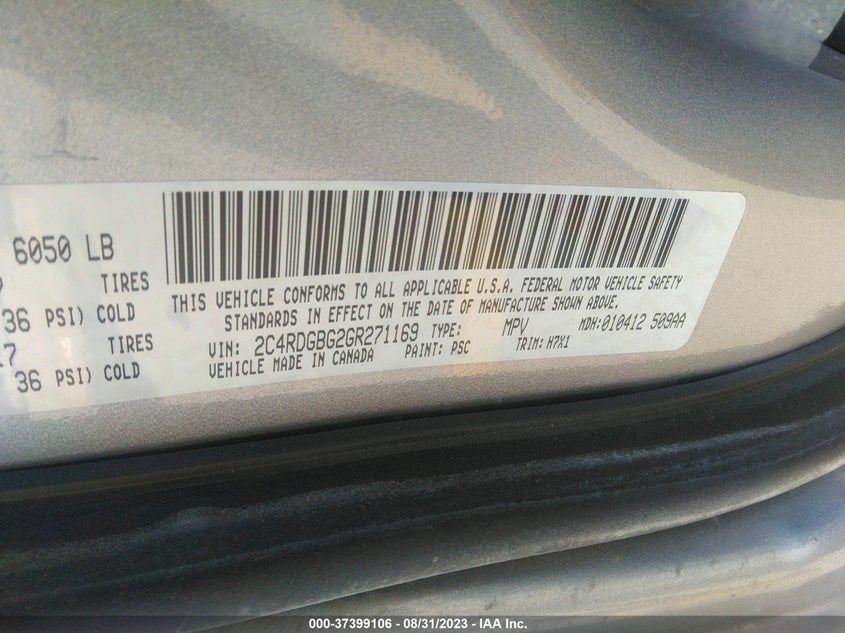 6050 LB
TIRES
36 PSI) COLD
17 TIRES
36 PSI) COLD
THIS VEHICLE CONFORMS TO ALL APPLICABLE U.S.A. FEDERAL MOTOR VEHICLE SAFETY
STANDARDS IN EFFECT ON THE DATE OF MANUFACTURE SHOWN ABOVE.
VIN: 2C4RDGBG2GR271169 TYPE: MPV MDH: 010412 509AA
VEHICLE MADE IN CANADA PAINT: PSC TRIM: H7X1
000-37399106 - 08/31/2023 - IAA Inc.